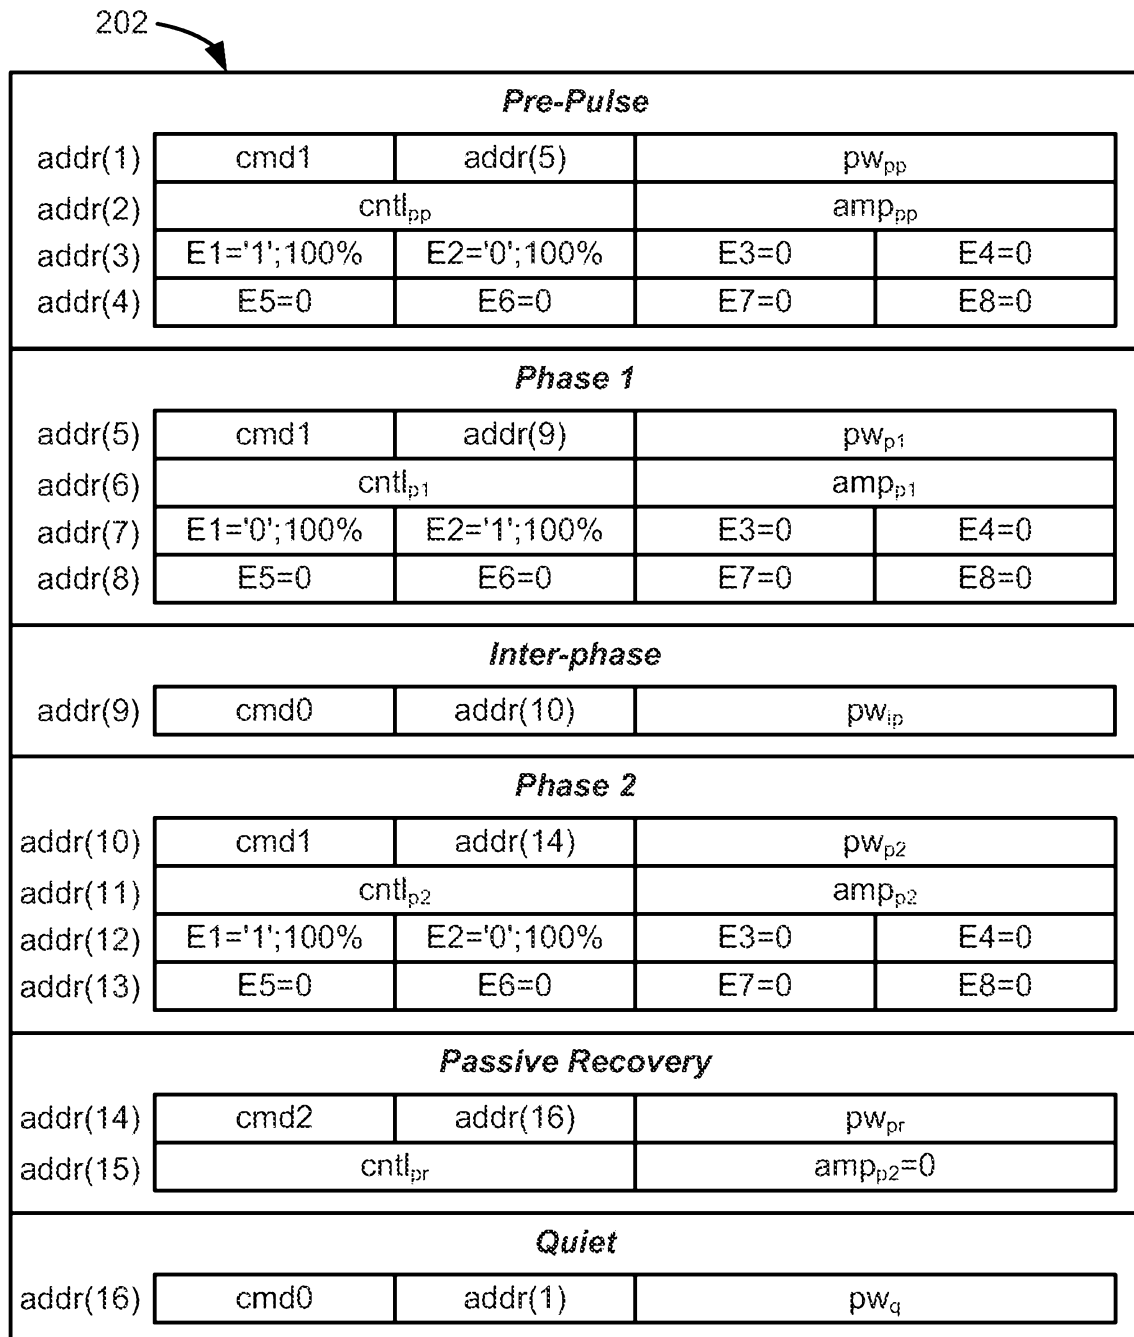 202
Pre-Pulse
addr(1) cmd1 addr(5) pwpp
addr(2) cntlpp amppp
addr(3) E1='1';100% E2='0';100% E3=0 E4=0
addr(4) E5=0 E6=0 E7=0 E8=0
Phase 1
addr(5) cmd1 addr(9) pwp1
addr(6) cntlp1 ampp1
addr(7) E1='0';100% E2='1';100% E3=0 E4=0
addr(8) E5=0 E6=0 E7=0 E8=0
Inter-phase
addr(9) cmd0 addr(10) pwip
Phase 2
addr(10) cmd1 addr(14) pwp2
addr(11) cntlp2 ampp2
addr(12) E1='1';100% E2='0';100% E3=0 E4=0
addr(13) E5=0 E6=0 E7=0 E8=0
Passive Recovery
addr(14) cmd2 addr(16) pwpr
addr(15) cntlpr ampp2=0
Quiet
addr(16) cmd0 addr(1) pwq